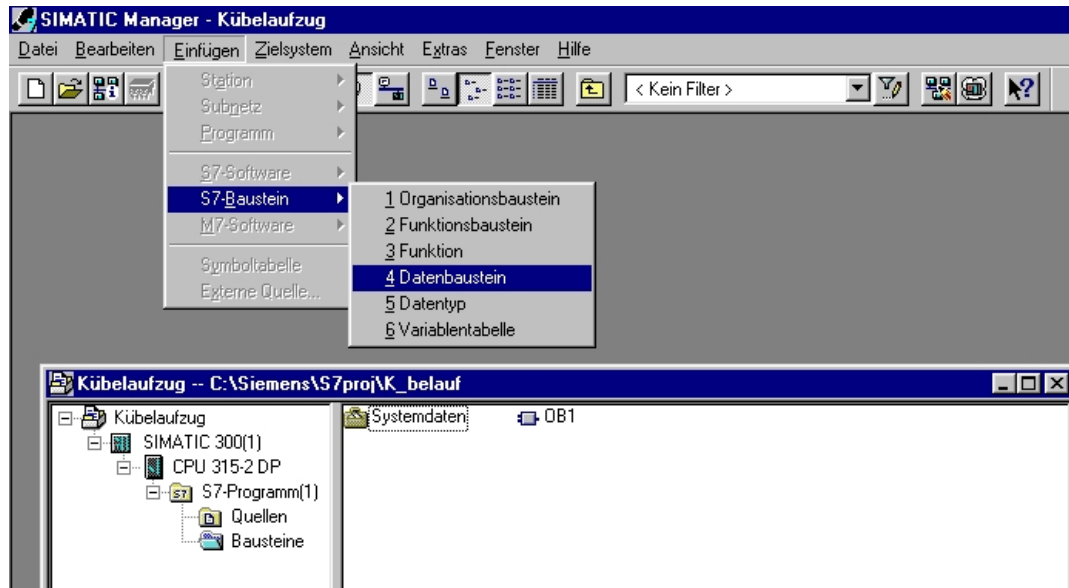 SIMATIC Manager - Kübelaufzug
Datei Bearbeiten Einfügen Zielsystem Ansicht Extras Fenster Hilfe
< Kein Filter >
Station
Subnetz
Programm
S7-Software
S7-Baustein
M7-Software
Symboltabelle
Externe Quelle...
1 Organisationsbaustein
2 Funktionsbaustein
3 Funktion
4 Datenbaustein
5 Datentyp
6 Variablentabelle
Kübelaufzug -- C:\Siemens\S7proj\K_belauf
Kübelaufzug
SIMATIC 300(1)
CPU 315-2 DP
S7-Programm(1)
Quellen
Bausteine
Systemdaten OB1